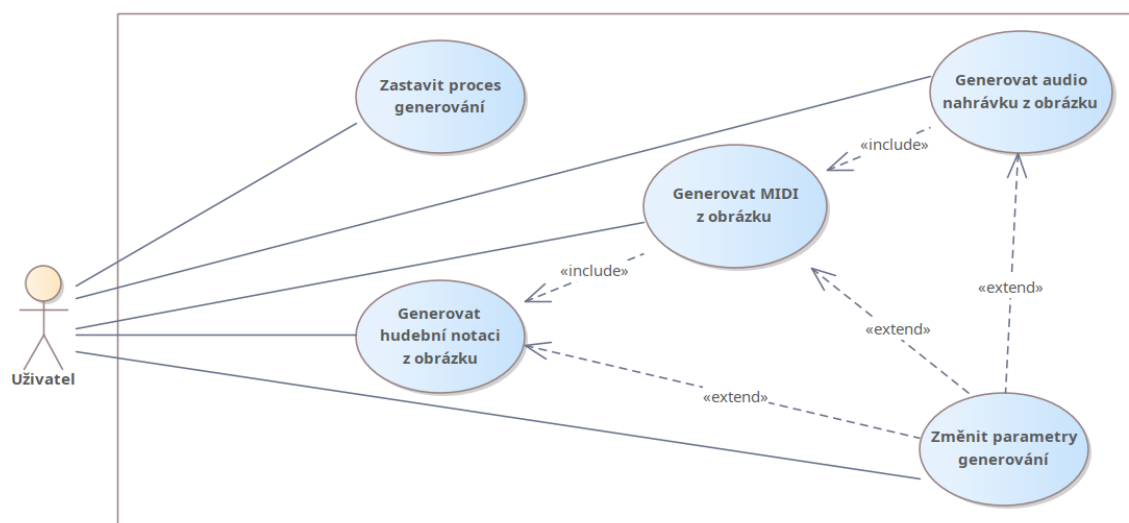 Zastavit proces
generování
Generovat audio
nahrávku z obrázku
«include»
Generovat MIDI
z obrázku
«include»
«extend»
Generovat
hudební notaci
z obrázku
«extend»
Uživatel
«extend»
Změnit parametry
generování